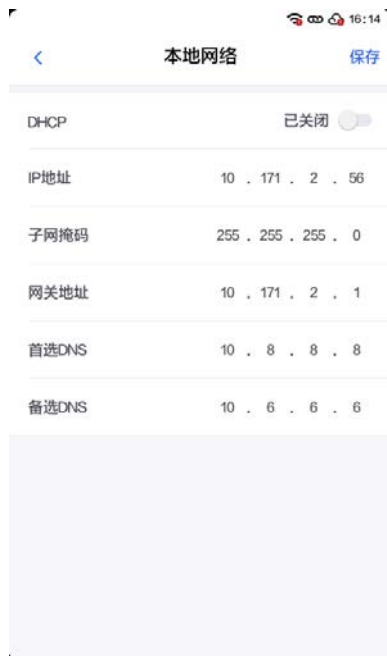 16:14
本地网络 保存
DHCP 已关闭
IP地址 10 . 171 . 2 . 56
子网掩码 255 . 255 . 255 . 0
网关地址 10 . 171 . 2 . 1
首选DNS 10 . 8 . 8 . 8
备选DNS 10 . 6 . 6 . 6